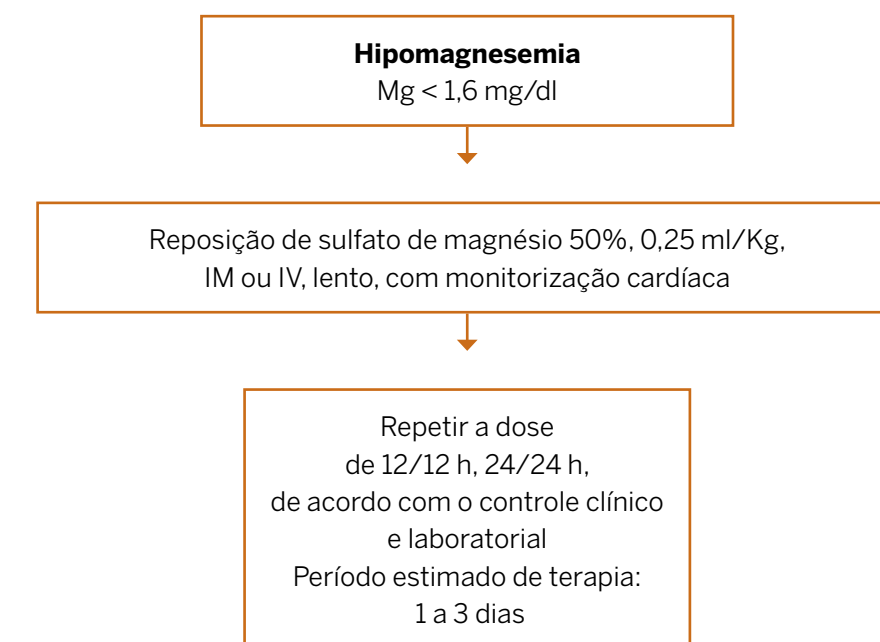 Hipomagnesemia
Mg < 1,6 mg/dl
Reposição de sulfato de magnésio 50%, 0,25 ml/Kg,
IM ou IV, lento, com monitorização cardíaca
Repetir a dose
de 12/12 h, 24/24 h,
de acordo com o controle clínico
e laboratorial
Período estimado de terapia:
1 a 3 dias